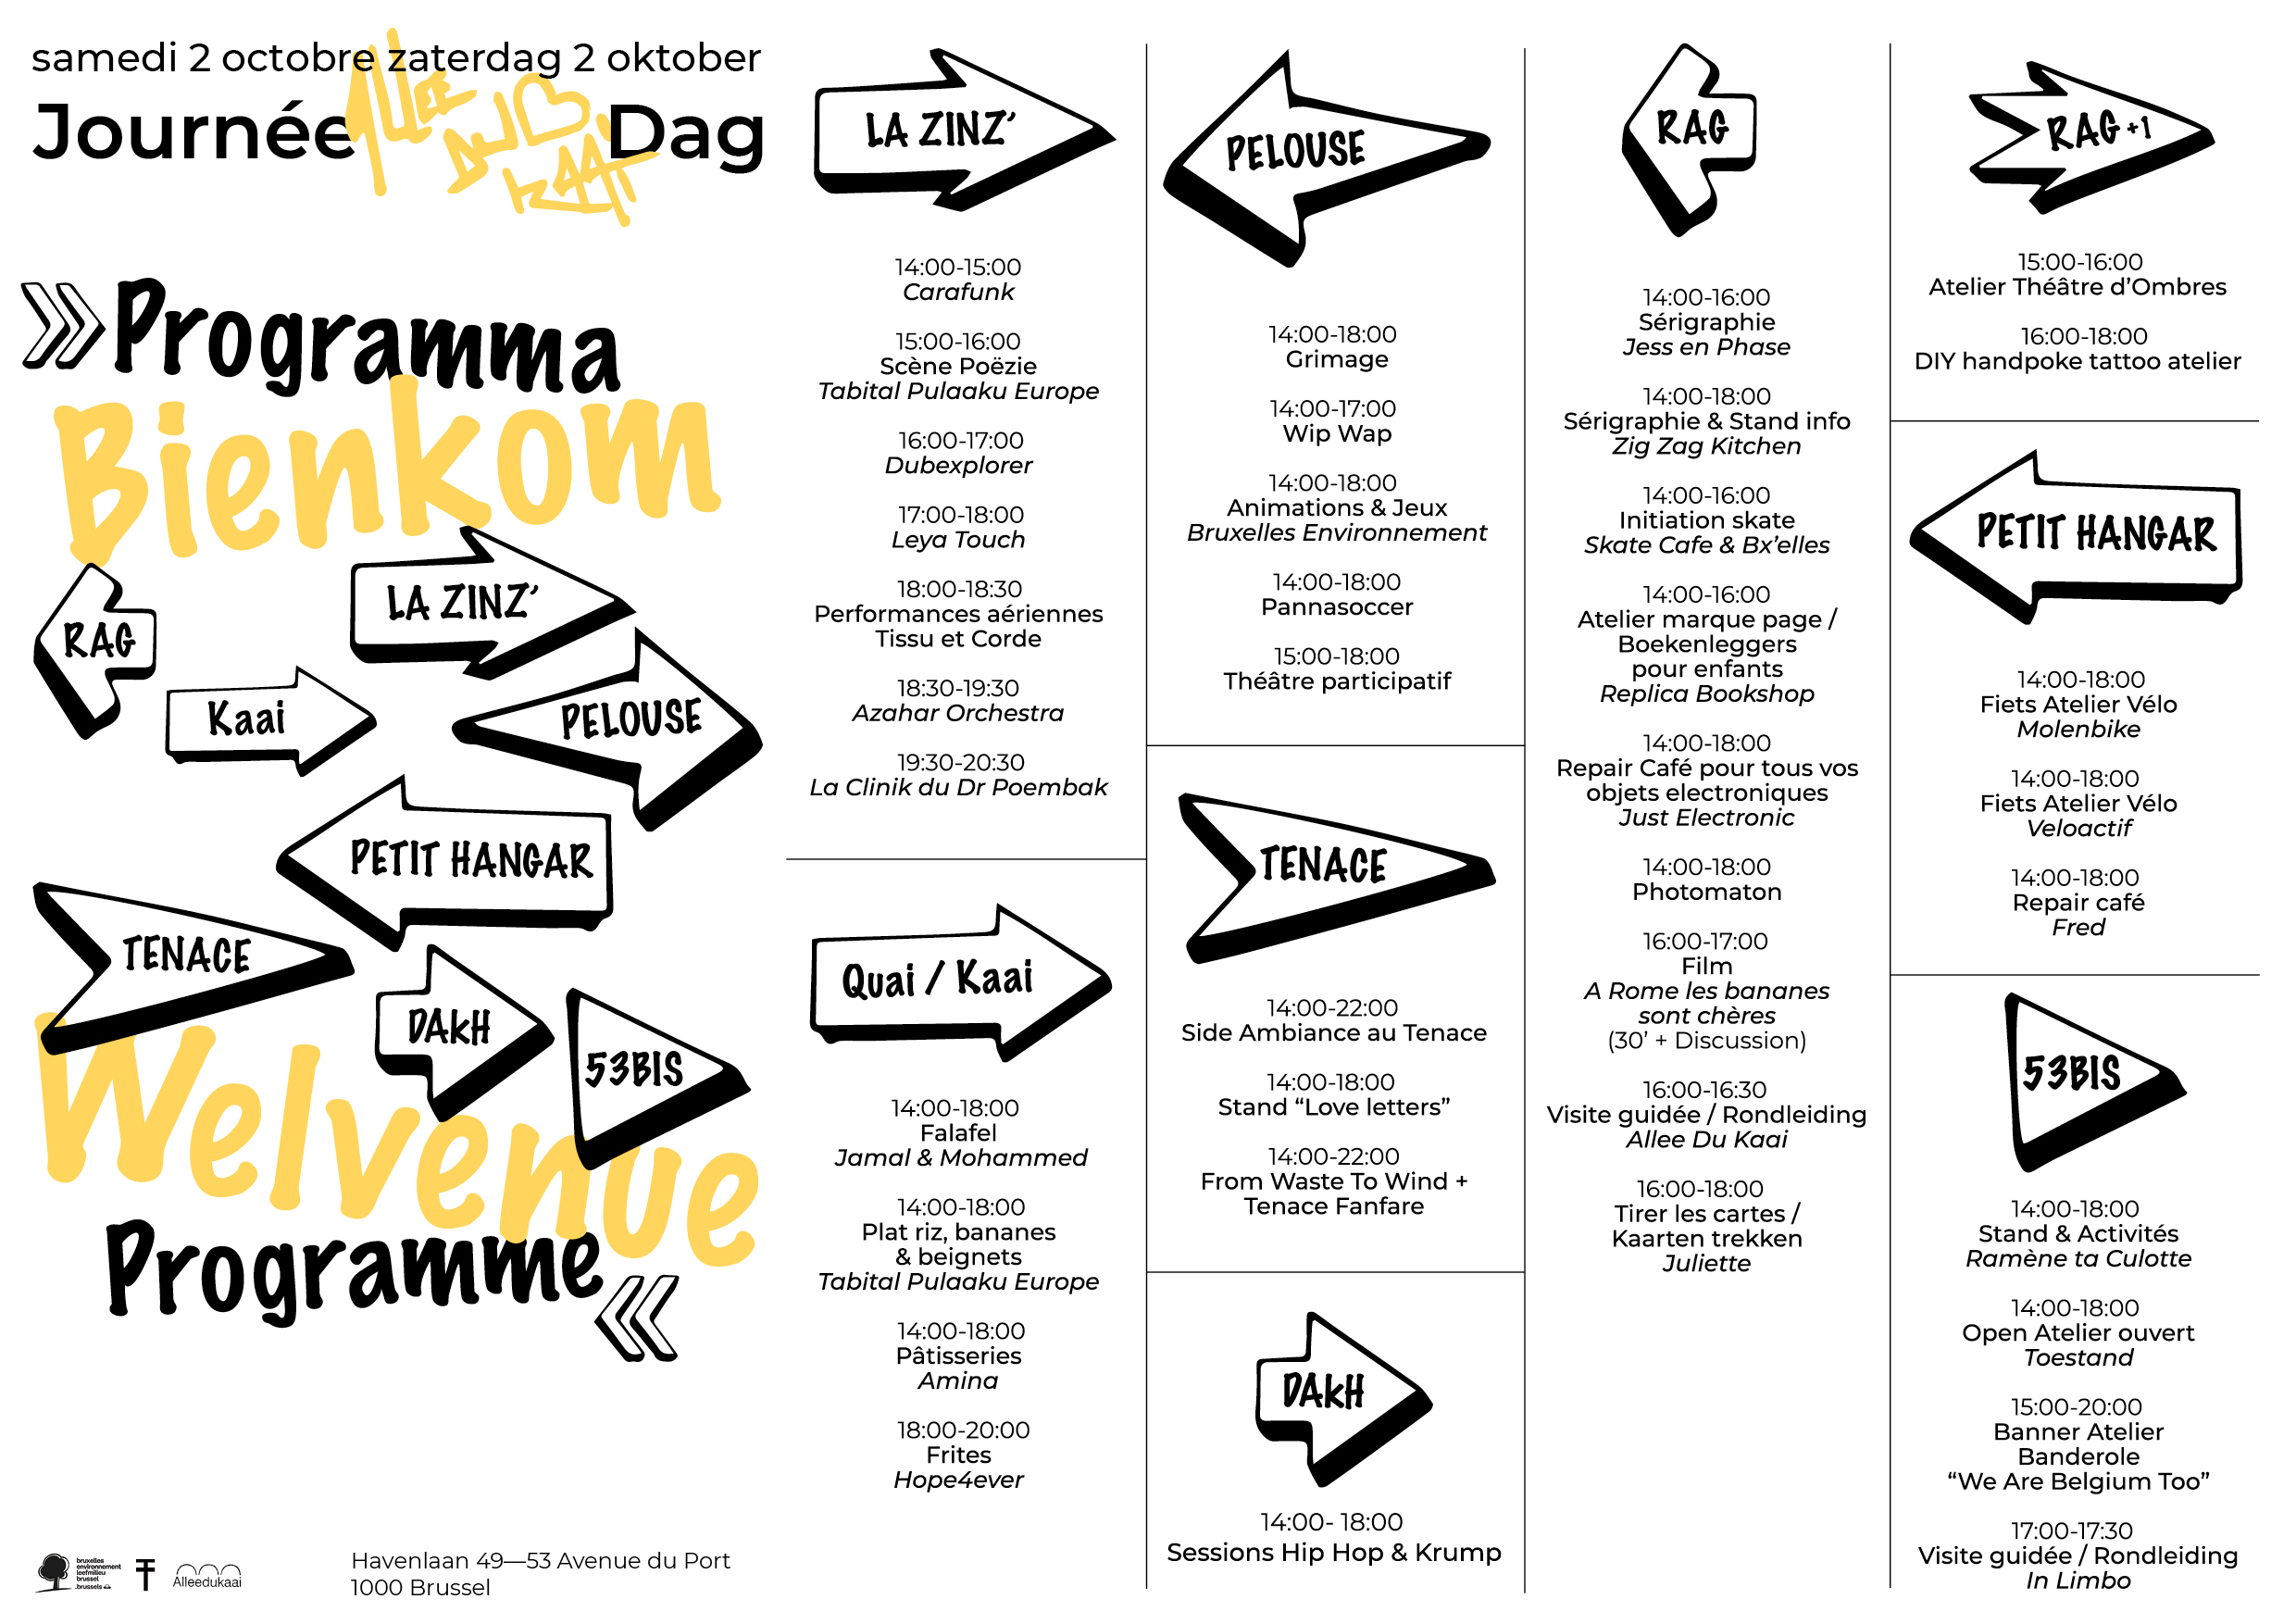 samedi 2 octobre zaterdag 2 oktober
Journée ALLEE DU KAAI Dag
Programma
Bienkom
RAG
LA ZINZ'
Kaai
PELOUSE
PETIT HANGAR
TENACE
DAKH
53BIS
Welvenue
Programme
bruxelles
environnement
leefmilieu
brussel
.brussels
Alleedukaai
Havenlaan 49—53 Avenue du Port
1000 Brussel
LA ZINZ'
14:00-15:00
Carafunk
15:00-16:00
Scène Poëzie
Tabital Pulaaku Europe
16:00-17:00
Dubexplorer
17:00-18:00
Leya Touch
18:00-18:30
Performances aériennes
Tissu et Corde
18:30-19:30
Azahar Orchestra
19:30-20:30
La Clinik du Dr Poembak
Quai / Kaai
14:00-18:00
Falafel
Jamal & Mohammed
14:00-18:00
Plat riz, bananes
& beignets
Tabital Pulaaku Europe
14:00-18:00
Pâtisseries
Amina
18:00-20:00
Frites
Hope4ever
PELOUSE
14:00-18:00
Grimage
14:00-17:00
Wip Wap
14:00-18:00
Animations & Jeux
Bruxelles Environnement
14:00-18:00
Pannasoccer
15:00-18:00
Théâtre participatif
TENACE
14:00-22:00
Side Ambiance au Tenace
14:00-18:00
Stand “Love letters”
14:00-22:00
From Waste To Wind +
Tenace Fanfare
DAKH
14:00- 18:00
Sessions Hip Hop & Krump
RAG
14:00-16:00
Sérigraphie
Jess en Phase
14:00-18:00
Sérigraphie & Stand info
Zig Zag Kitchen
14:00-16:00
Initiation skate
Skate Cafe & Bx’elles
14:00-16:00
Atelier marque page /
Boekenleggers
pour enfants
Replica Bookshop
14:00-18:00
Repair Café pour tous vos
objets electroniques
Just Electronic
14:00-18:00
Photomaton
16:00-17:00
Film
A Rome les bananes
sont chères
(30’ + Discussion)
16:00-16:30
Visite guidée / Rondleiding
Allee Du Kaai
16:00-18:00
Tirer les cartes /
Kaarten trekken
Juliette
RAG +1
15:00-16:00
Atelier Théâtre d’Ombres
16:00-18:00
DIY handpoke tattoo atelier
PETIT HANGAR
14:00-18:00
Fiets Atelier Vélo
Molenbike
14:00-18:00
Fiets Atelier Vélo
Veloactif
14:00-18:00
Repair café
Fred
53BIS
14:00-18:00
Stand & Activités
Ramène ta Culotte
14:00-18:00
Open Atelier ouvert
Toestand
15:00-20:00
Banner Atelier
Banderole
“We Are Belgium Too”
17:00-17:30
Visite guidée / Rondleiding
In Limbo